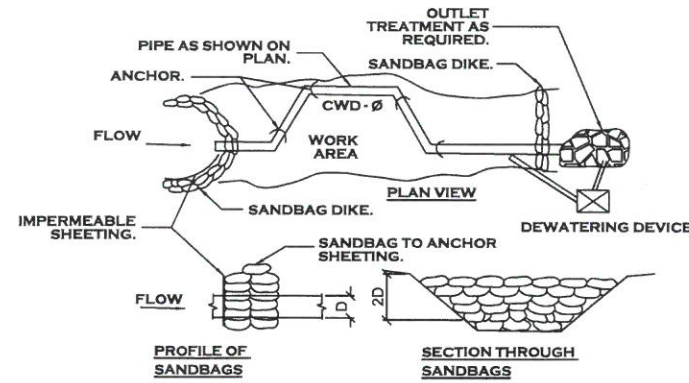 OUTLET
TREATMENT AS
REQUIRED.
PIPE AS SHOWN ON
PLAN.
SANDBAG DIKE.
ANCHOR.
CWD - Ø
FLOW
WORK
AREA
PLAN VIEW
SANDBAG DIKE.
DEWATERING DEVICE
IMPERMEABLE
SHEETING.
SANDBAG TO ANCHOR
SHEETING.
FLOW
D
2D
PROFILE OF
SANDBAGS
SECTION THROUGH
SANDBAGS